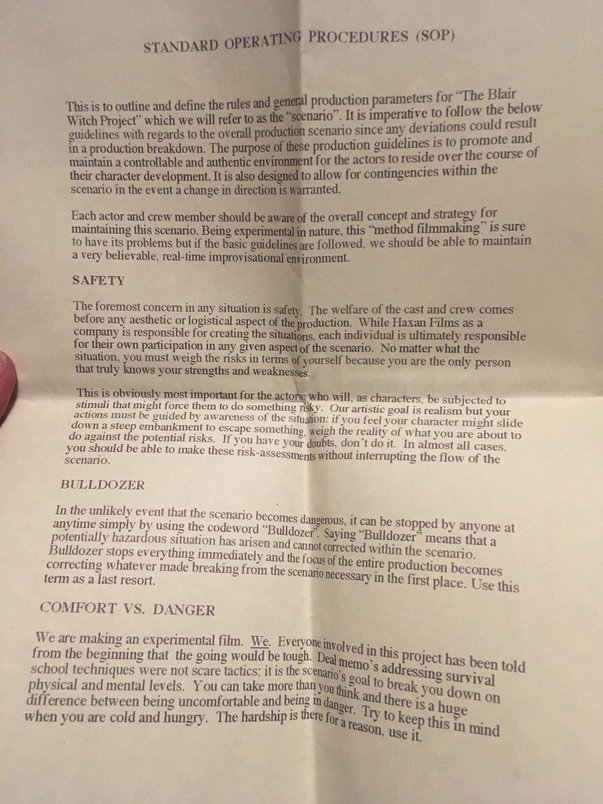 STANDARD OPERATING PROCEDURES (SOP)
This is to outline and define the rules and general production parameters for “The Blair
Witch Project” which we will refer to as the “scenario”. It is imperative to follow the below
guidelines with regards to the overall production scenario since any deviations could result
in a production breakdown. The purpose of these production guidelines is to promote and
maintain a controllable and authentic environment for the actors to reside over the course of
their character development. It is also designed to allow for contingencies within the
scenario in the event a change in direction is warranted.
Each actor and crew member should be aware of the overall concept and strategy for
maintaining this scenario. Being experimental in nature, this “method filmmaking” is sure
to have its problems but if the basic guidelines are followed, we should be able to maintain
a very believable, real-time improvisational environment.
SAFETY
The foremost concern in any situation is safety. The welfare of the cast and crew comes
before any aesthetic or logistical aspect of the production. While Haxan Films as a
company is responsible for creating the situations, each individual is ultimately responsible
for their own participation in any given aspect of the scenario. No matter what the
situation, you must weigh the risks in terms of yourself because you are the only person
that truly knows your strengths and weaknesses.
This is obviously most important for the actors; who will, as characters, be subjected to
stimuli that might force them to do something risky. Our artistic goal is realism but your
actions must be guided by awareness of the situation: if you feel your character might slide
down a steep embankment to escape something, weigh the reality of what you are about to
do against the potential risks. If you have your doubts, don’t do it. In almost all cases,
you should be able to make these risk-assessments without interrupting the flow of the
scenario.
BULLDOZER
In the unlikely event that the scenario becomes dangerous, it can be stopped by anyone at
anytime simply by using the codeword “Bulldozer”. Saying “Bulldozer” means that a
potentially hazardous situation has arisen and cannot corrected within the scenario.
Bulldozer stops everything immediately and the focus of the entire production becomes
correcting whatever made breaking from the scenario necessary in the first place. Use this
term as a last resort.
COMFORT VS. DANGER
We are making an experimental film. We. Everyone involved in this project has been told
from the beginning that the going would be tough. Deal memo’s addressing survival
school techniques were not scare tactics; it is the scenario’s goal to break you down on
physical and mental levels. You can take more than you think and there is a huge
difference between being uncomfortable and being in danger. Try to keep this in mind
when you are cold and hungry. The hardship is there for a reason, use it.